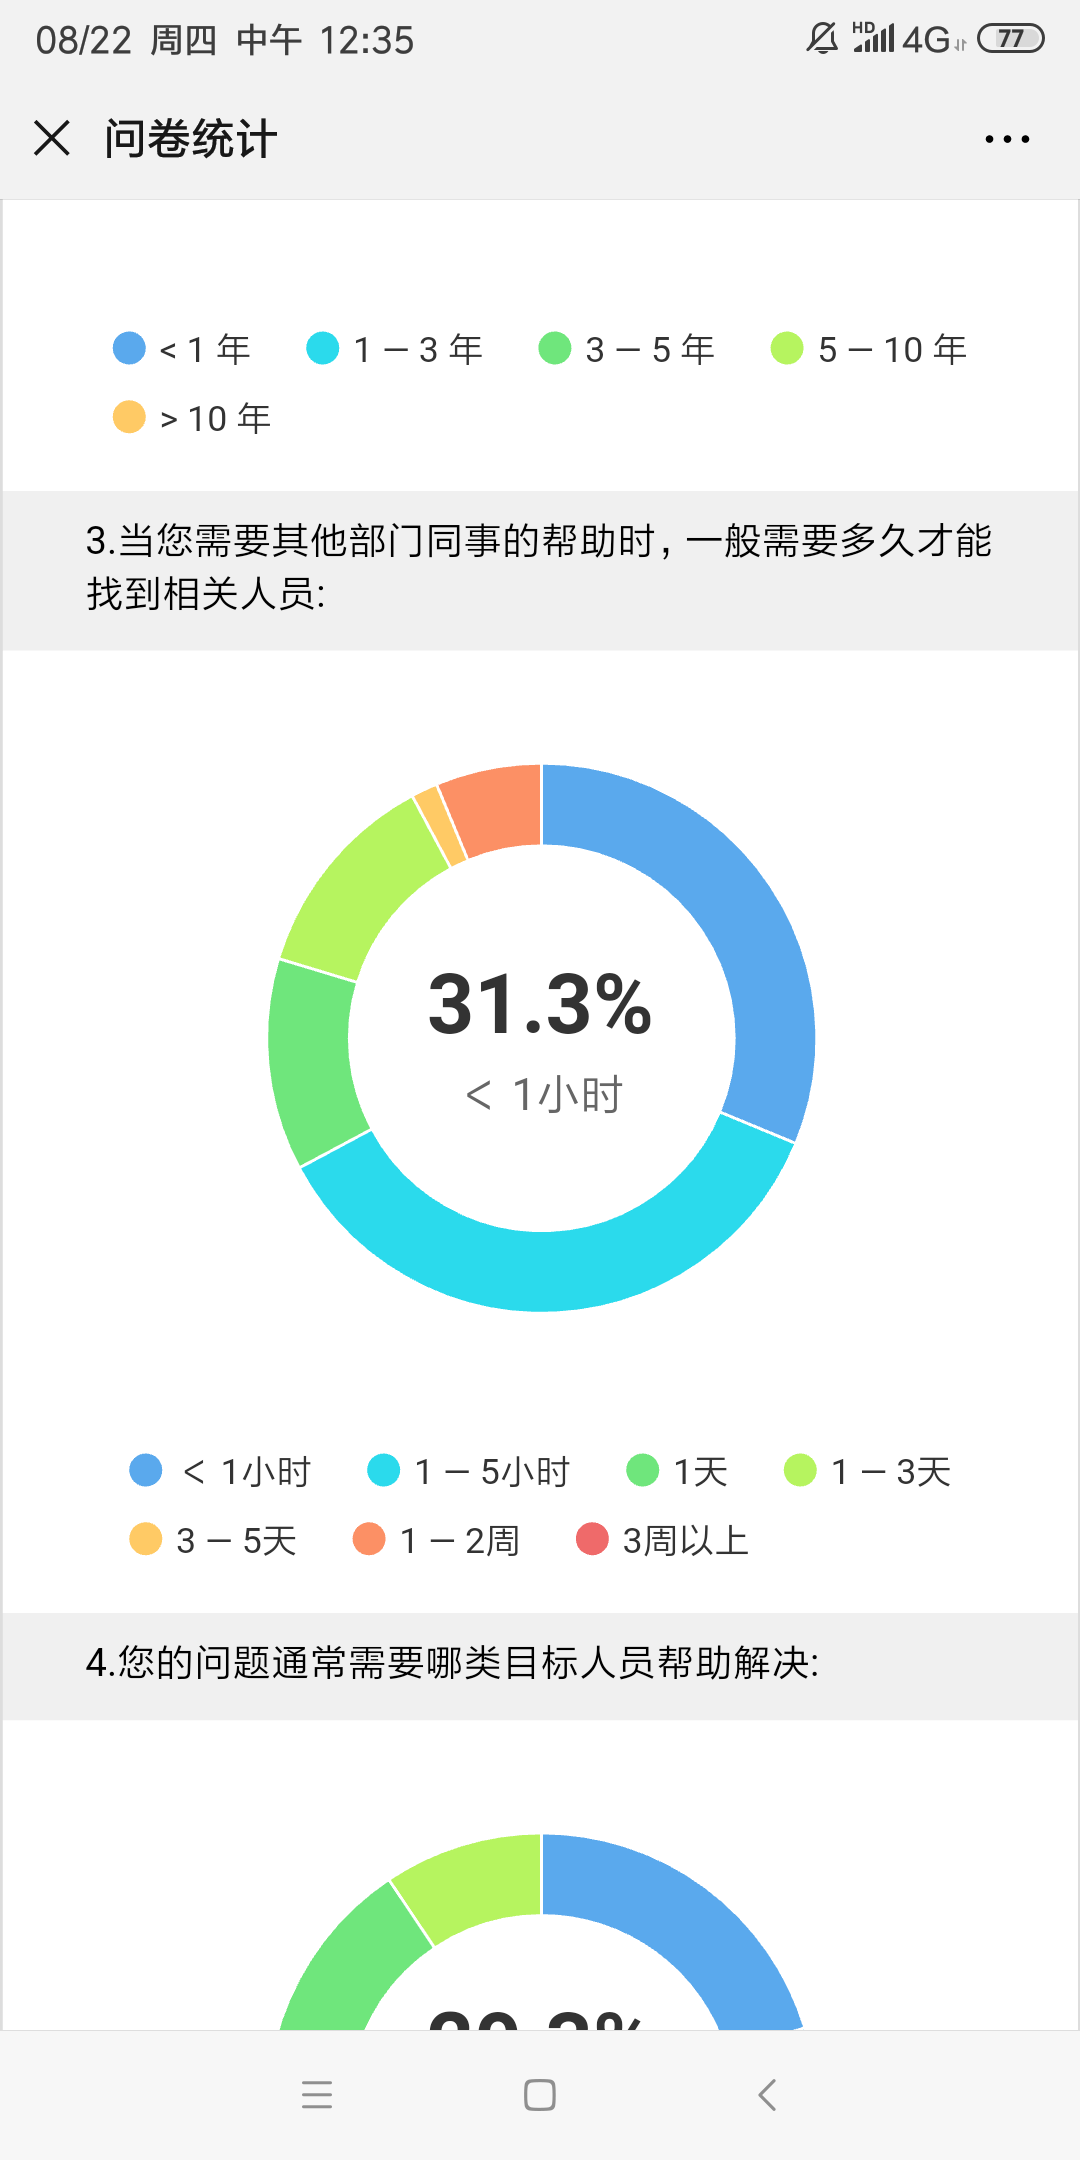 08/22 周四 中午 12:35
HD 4G 77
问卷统计
< 1 年 1 – 3 年 3 – 5 年 5 – 10 年
> 10 年
3.当您需要其他部门同事的帮助时，一般需要多久才能
找到相关人员:
31.3%
< 1小时
< 1小时 1 – 5小时 1天 1 – 3天
3 – 5天 1 – 2周 3周以上
4.您的问题通常需要哪类目标人员帮助解决: